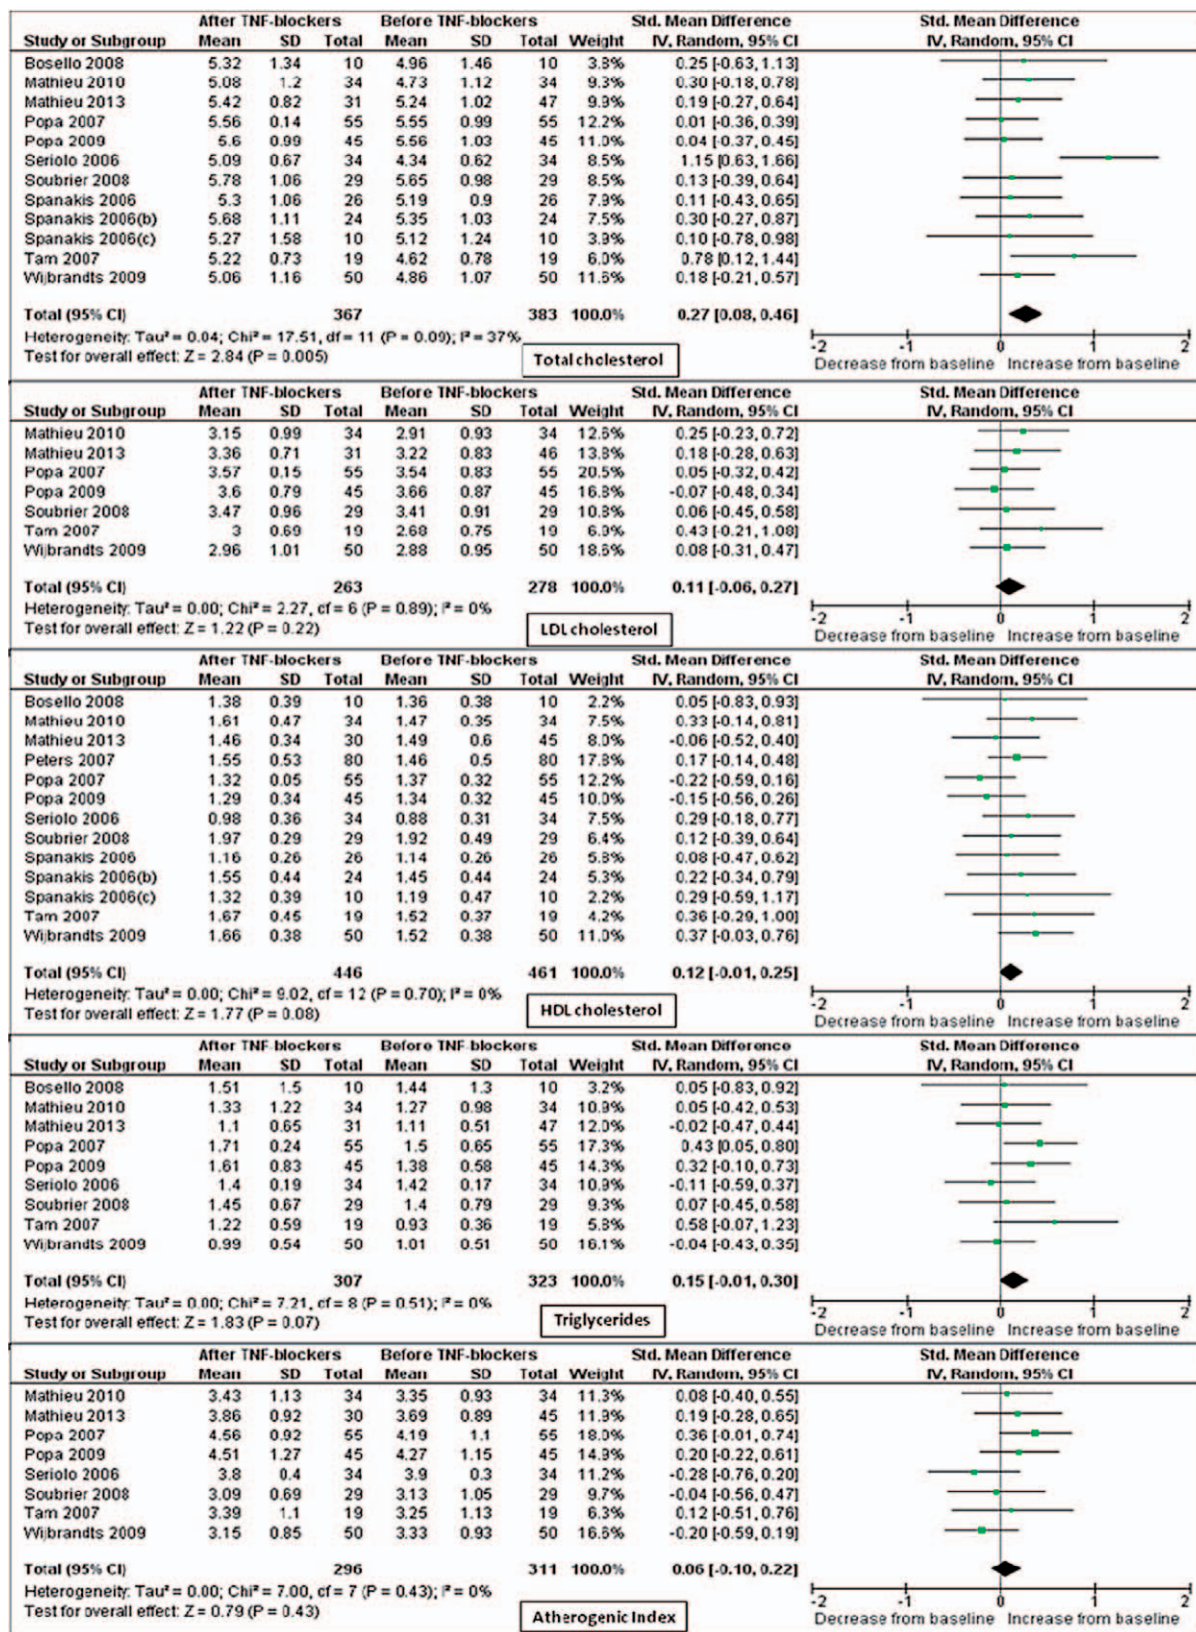 After TNF-blockers Before TNF-blockers Std. Mean Difference Std. Mean Difference
Study or Subgroup Mean SD Total Mean SD Total Weight IV, Random, 95% CI IV, Random, 95% CI
Bosello 2008 5.32 1.34 10 4.96 1.46 10 3.8% 0.25 [-0.63, 1.13]
Mathieu 2010 5.08 1.2 34 4.73 1.12 34 9.3% 0.30 [-0.18, 0.78]
Mathieu 2013 5.42 0.82 31 5.24 1.02 47 9.9% 0.19 [-0.27, 0.64]
Popa 2007 5.56 0.14 55 5.55 0.99 55 12.2% 0.01 [-0.36, 0.39]
Popa 2009 5.6 0.99 45 5.56 1.03 45 11.0% 0.04 [-0.37, 0.45]
Seriolo 2006 5.09 0.67 34 4.34 0.62 34 8.5% 1.15 [0.63, 1.66]
Soubrier 2008 5.78 1.06 29 5.65 0.98 29 8.5% 0.13 [-0.39, 0.64]
Spanakis 2006 5.3 1.06 26 5.19 0.9 26 7.9% 0.11 [-0.43, 0.65]
Spanakis 2006(b) 5.68 1.11 24 5.35 1.03 24 7.5% 0.30 [-0.27, 0.87]
Spanakis 2006(c) 5.27 1.58 10 5.12 1.24 10 3.9% 0.10 [-0.78, 0.98]
Tam 2007 5.22 0.73 19 4.62 0.78 19 6.0% 0.78 [0.12, 1.44]
Wijbrandts 2009 5.06 1.16 50 4.86 1.07 50 11.6% 0.18 [-0.21, 0.57]
Total (95% CI) 367 383 100.0% 0.27 [0.08, 0.46]
Heterogeneity: Tau² = 0.04; Chi² = 17.51, df = 11 (P = 0.09); I² = 37%
Test for overall effect: Z = 2.84 (P = 0.005)
Total cholesterol
-2 -1 0 1 2
Decrease from baseline Increase from baseline
After TNF-blockers Before TNF-blockers Std. Mean Difference Std. Mean Difference
Study or Subgroup Mean SD Total Mean SD Total Weight IV, Random, 95% CI IV, Random, 95% CI
Mathieu 2010 3.15 0.99 34 2.91 0.93 34 12.6% 0.25 [-0.23, 0.72]
Mathieu 2013 3.36 0.71 31 3.22 0.83 46 13.8% 0.18 [-0.28, 0.63]
Popa 2007 3.57 0.15 55 3.54 0.83 55 20.5% 0.05 [-0.32, 0.42]
Popa 2009 3.6 0.79 45 3.66 0.87 45 16.8% -0.07 [-0.48, 0.34]
Soubrier 2008 3.47 0.96 29 3.41 0.91 29 10.8% 0.06 [-0.45, 0.58]
Tam 2007 3 0.69 19 2.68 0.75 19 6.9% 0.43 [-0.21, 1.08]
Wijbrandts 2009 2.96 1.01 50 2.88 0.95 50 18.6% 0.08 [-0.31, 0.47]
Total (95% CI) 263 278 100.0% 0.11 [-0.06, 0.27]
Heterogeneity: Tau² = 0.00; Chi² = 2.27, df = 6 (P = 0.89); I² = 0%
Test for overall effect: Z = 1.22 (P = 0.22)
LDL cholesterol
-2 -1 0 1 2
Decrease from baseline Increase from baseline
After TNF-blockers Before TNF-blockers Std. Mean Difference Std. Mean Difference
Study or Subgroup Mean SD Total Mean SD Total Weight IV, Random, 95% CI IV, Random, 95% CI
Bosello 2008 1.38 0.39 10 1.36 0.38 10 2.2% 0.05 [-0.83, 0.93]
Mathieu 2010 1.61 0.47 34 1.47 0.35 34 7.5% 0.33 [-0.14, 0.81]
Mathieu 2013 1.46 0.34 30 1.49 0.6 45 8.0% -0.06 [-0.52, 0.40]
Peters 2007 1.55 0.53 80 1.46 0.5 80 17.8% 0.17 [-0.14, 0.48]
Popa 2007 1.32 0.05 55 1.37 0.32 55 12.2% -0.22 [-0.59, 0.16]
Popa 2009 1.29 0.34 45 1.34 0.32 45 10.0% -0.15 [-0.56, 0.26]
Seriolo 2006 0.98 0.36 34 0.88 0.31 34 7.5% 0.29 [-0.18, 0.77]
Soubrier 2008 1.97 0.29 29 1.92 0.49 29 6.4% 0.12 [-0.39, 0.64]
Spanakis 2006 1.16 0.26 26 1.14 0.26 26 5.8% 0.08 [-0.47, 0.62]
Spanakis 2006(b) 1.55 0.44 24 1.45 0.44 24 5.3% 0.22 [-0.34, 0.79]
Spanakis 2006(c) 1.32 0.39 10 1.19 0.47 10 2.2% 0.29 [-0.59, 1.17]
Tam 2007 1.67 0.45 19 1.52 0.37 19 4.2% 0.36 [-0.29, 1.00]
Wijbrandts 2009 1.66 0.38 50 1.52 0.38 50 11.0% 0.37 [-0.03, 0.76]
Total (95% CI) 446 461 100.0% 0.12 [-0.01, 0.25]
Heterogeneity: Tau² = 0.00; Chi² = 9.02, df = 12 (P = 0.70); I² = 0%
Test for overall effect: Z = 1.77 (P = 0.08)
HDL cholesterol
-2 -1 0 1 2
Decrease from baseline Increase from baseline
After TNF-blockers Before TNF-blockers Std. Mean Difference Std. Mean Difference
Study or Subgroup Mean SD Total Mean SD Total Weight IV, Random, 95% CI IV, Random, 95% CI
Bosello 2008 1.51 1.5 10 1.44 1.3 10 3.2% 0.05 [-0.83, 0.92]
Mathieu 2010 1.33 1.22 34 1.27 0.98 34 10.9% 0.05 [-0.42, 0.53]
Mathieu 2013 1.1 0.65 31 1.11 0.51 47 12.0% -0.02 [-0.47, 0.44]
Popa 2007 1.71 0.24 55 1.5 0.65 55 17.3% 0.43 [0.05, 0.80]
Popa 2009 1.61 0.83 45 1.38 0.58 45 14.3% 0.32 [-0.10, 0.73]
Seriolo 2006 1.4 0.19 34 1.42 0.17 34 10.9% -0.11 [-0.59, 0.37]
Soubrier 2008 1.45 0.67 29 1.4 0.79 29 9.3% 0.07 [-0.45, 0.58]
Tam 2007 1.22 0.59 19 0.93 0.36 19 5.8% 0.58 [-0.07, 1.23]
Wijbrandts 2009 0.99 0.54 50 1.01 0.51 50 16.1% -0.04 [-0.43, 0.35]
Total (95% CI) 307 323 100.0% 0.15 [-0.01, 0.30]
Heterogeneity: Tau² = 0.00; Chi² = 7.21, df = 8 (P = 0.51); I² = 0%
Test for overall effect: Z = 1.83 (P = 0.07)
Triglycerides
-2 -1 0 1 2
Decrease from baseline Increase from baseline
After TNF-blockers Before TNF-blockers Std. Mean Difference Std. Mean Difference
Study or Subgroup Mean SD Total Mean SD Total Weight IV, Random, 95% CI IV, Random, 95% CI
Mathieu 2010 3.43 1.13 34 3.35 0.93 34 11.3% 0.08 [-0.40, 0.55]
Mathieu 2013 3.86 0.92 30 3.69 0.89 45 11.9% 0.19 [-0.28, 0.65]
Popa 2007 4.56 0.92 55 4.19 1.1 55 18.0% 0.36 [-0.01, 0.74]
Popa 2009 4.51 1.27 45 4.27 1.15 45 14.9% 0.20 [-0.22, 0.61]
Seriolo 2006 3.8 0.4 34 3.9 0.3 34 11.2% -0.28 [-0.76, 0.20]
Soubrier 2008 3.09 0.69 29 3.13 1.05 29 9.7% -0.04 [-0.56, 0.47]
Tam 2007 3.39 1.1 19 3.25 1.13 19 6.3% 0.12 [-0.51, 0.76]
Wijbrandts 2009 3.15 0.85 50 3.33 0.93 50 16.6% -0.20 [-0.59, 0.19]
Total (95% CI) 296 311 100.0% 0.06 [-0.10, 0.22]
Heterogeneity: Tau² = 0.00; Chi² = 7.00, df = 7 (P = 0.43); I² = 0%
Test for overall effect: Z = 0.79 (P = 0.43)
Atherogenic Index
-2 -1 0 1 2
Decrease from baseline Increase from baseline